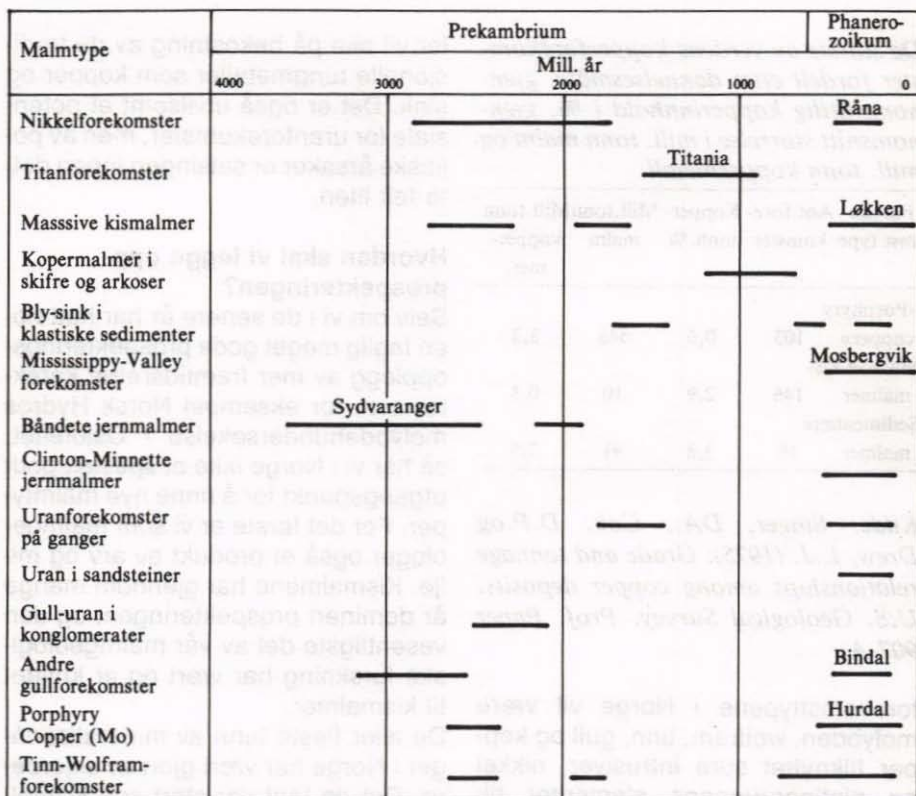 Malmtype
Prekambrium
Phanero-
zoikum
Mill. år
4000 3000 2000 1000 0
Nikkelforekomster
Råna
Titanforekomster
Titania
Masssive kismalmer
Løkken
Kopermalmer i
skifre og arkoser
Bly-sink i
klastiske sedimenter
Mississippy-Valley
forekomster
Mosbergvik
Båndete jernmalmer
Sydvaranger
Clinton-Minnette
jernmalmer
Uranforekomster
på ganger
Uran i sandsteiner
Gull-uran i
konglomerater
Andre
gullforekomster
Bindal
Porphyry
Copper (Mo)
Hurdal
Tinn-Wolfram-
forekomster